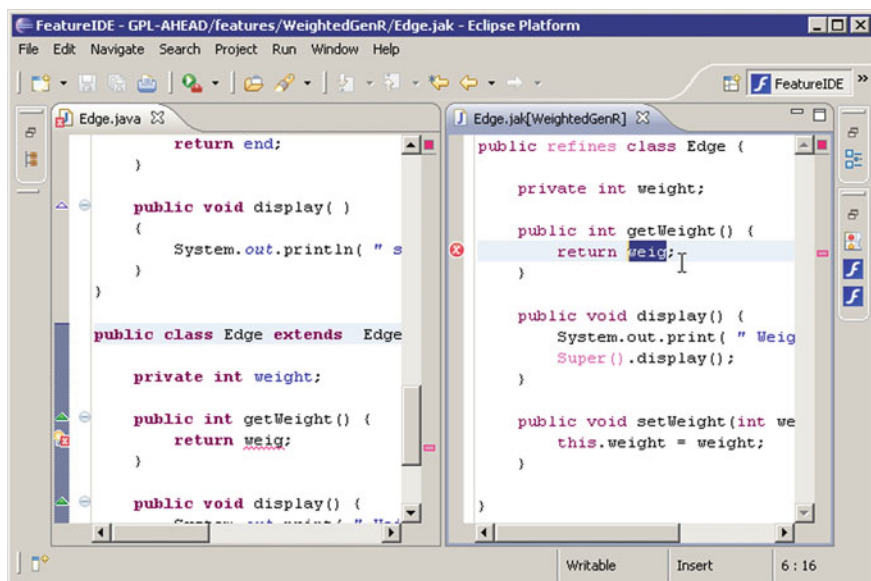 FeatureIDE - GPL-AHEAD/features/WeightedGenR/Edge.jak - Eclipse Platform
File Edit Navigate Search Project Run Window Help
FeatureIDE
Edge.java
return end;
}
public void display( )
{
System.out.println( " s
}
}
public class Edge extends Edge
private int weight;
public int getWeight() {
return weig;
}
public void display() {
Edge.jak[WeightedGenR]
public refines class Edge {
private int weight;
public int getWeight() {
return weig;
}
public void display() {
System.out.print( " Weig
Super().display();
}
public void setWeight(int we
this.weight = weight;
}
}
Writable Insert 6 : 16